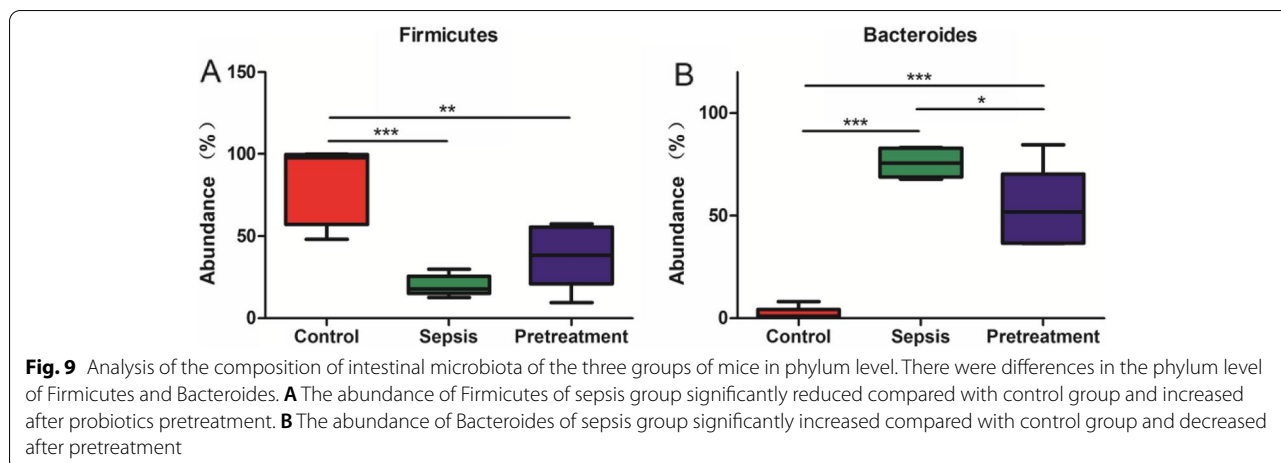 Firmicutes
A
Abundance (%)
150
100
50
0
***
**
Control Sepsis Pretreatment
Bacteroides
B
Abundance (%)
100
50
0
***
*
***
Control Sepsis Pretreatment
Fig. 9 Analysis of the composition of intestinal microbiota of the three groups of mice in phylum level. There were differences in the phylum level
of Firmicutes and Bacteroides. A The abundance of Firmicutes of sepsis group significantly reduced compared with control group and increased
after probiotics pretreatment. B The abundance of Bacteroides of sepsis group significantly increased compared with control group and decreased
after pretreatment